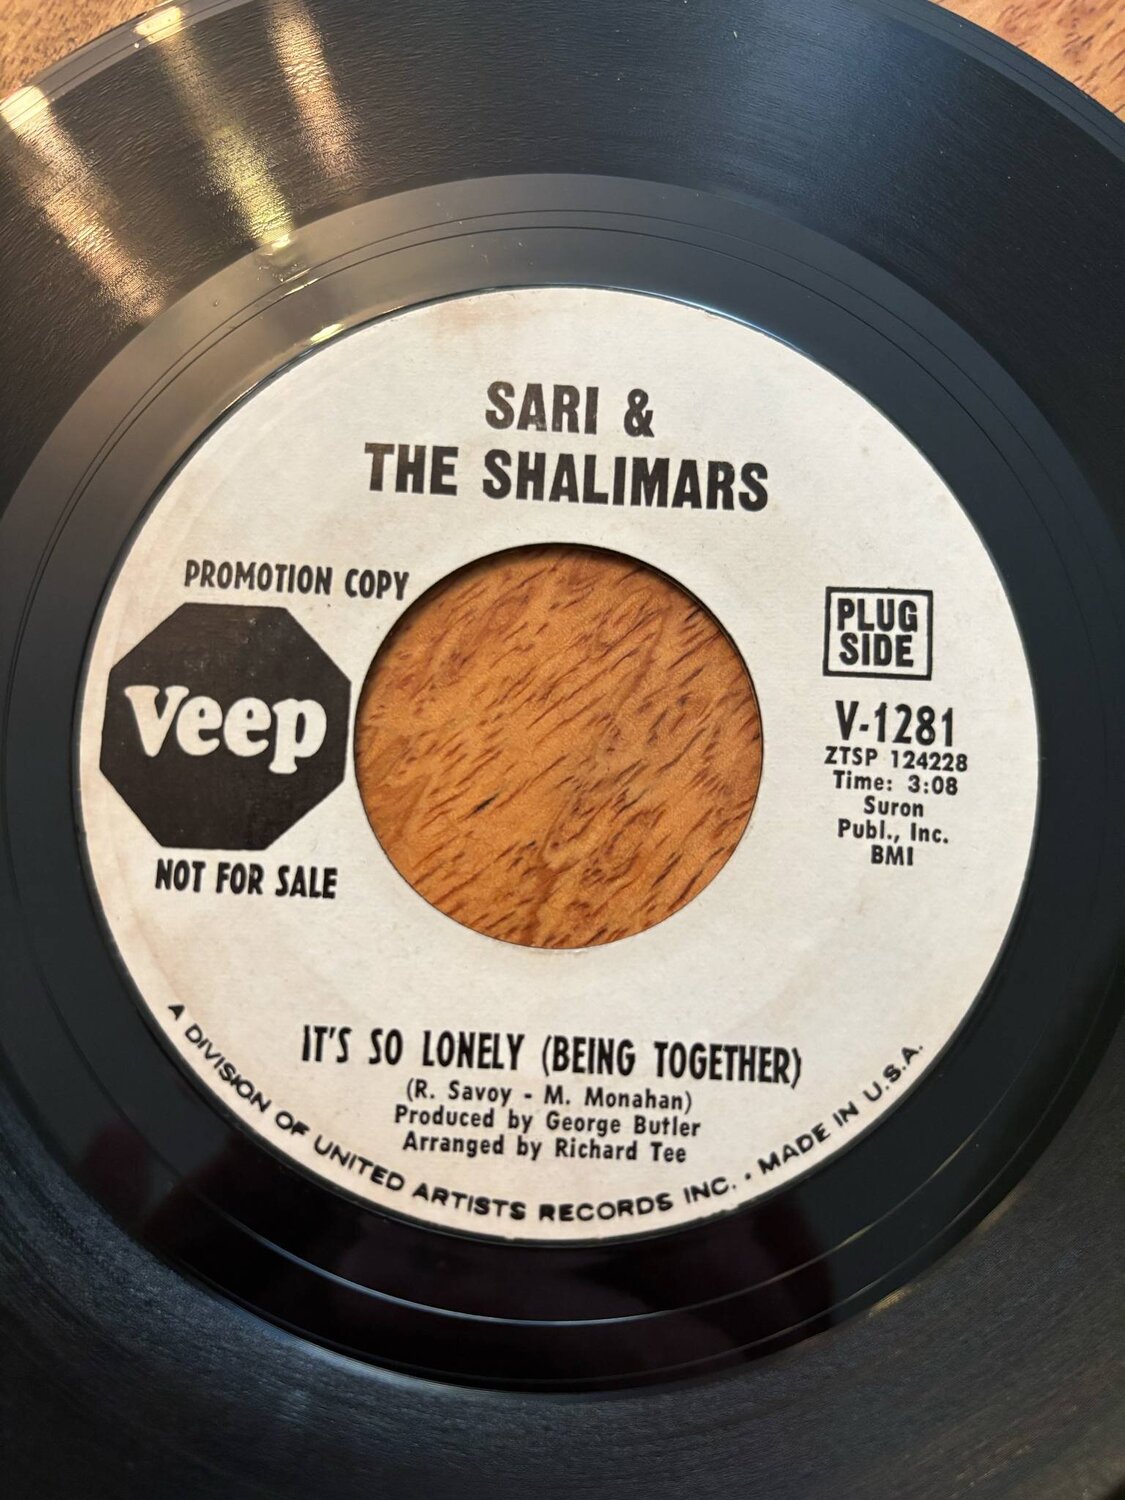 SARI &
THE SHALIMARS
PROMOTION COPY
Veep
NOT FOR SALE
PLUG
SIDE
V-1281
ZTSP 124228
Time: 3:08
Suron
Publ., Inc.
BMI
IT'S SO LONELY (BEING TOGETHER)
(R. Savoy - M. Monahan)
Produced by George Butler
Arranged by Richard Tee
A DIVISION OF UNITED ARTISTS RECORDS INC. • MADE IN U.S.A.